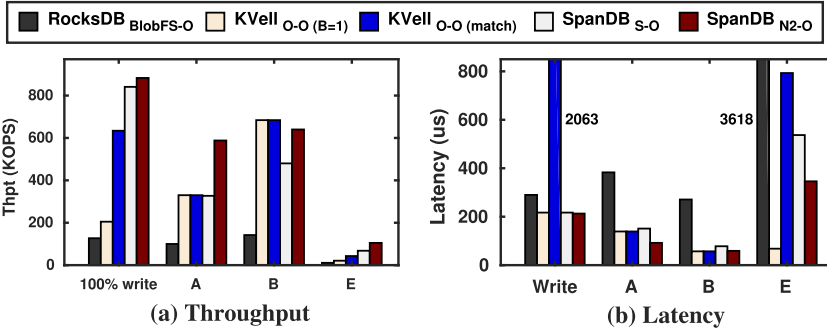 RocksDB BlobFS-O KVell O-O (B=1) KVell O-O (match) SpanDB S-O SpanDB N2-O
Thpt (KOPS)
800
600
400
200
0
100% write A B E
(a) Throughput
Latency (us)
800
600
400
200
0
2063
3618
Write A B E
(b) Latency